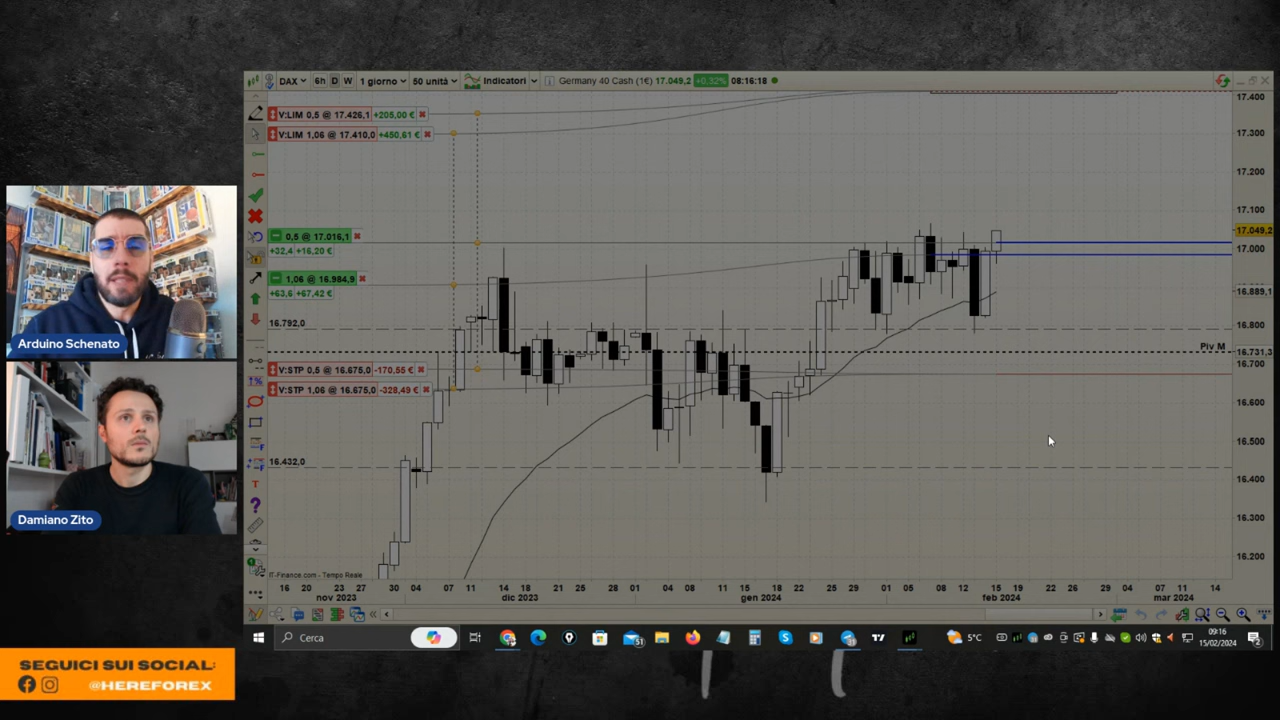 DAX 6h D W 1 giorno 50 unità Indicatori Germany 40 Cash (1€) 17.049,2 +0,32% 08:16:18
V:LIM 0,5 @ 17.426,1 +205,00 €
V:LIM 1,06 @ 17.410,0 +450,61 €
0,5 @ 17.016,1
+32,4 +16,20 €
1,06 @ 16.984,9
+63,6 +67,42 €
16.792,0
V:STP 0,5 @ 16.675,0 -170,55 €
V:STP 1,06 @ 16.675,0 -328,49 €
16.432,0
Piv M
17.400
17.300
17.200
17.100
17.049,2
17.000
16.889,1
16.800
16.731,3
16.700
16.600
16.500
16.400
16.300
16.200
IT-Finance.com - Tempo Reale
16 20 23 27 30 04 07 11 14 18 21 28 04 08 11 17 22 25 29 01 05 08 12 15 19 22 26 29 04 07 11 14
nov 2023 dic 2023 gen 2024 feb 2024 mar 2024
Arduino Schenato
Damiano Zito
Cerca
51
5°C
09:16
15/02/2024
SEGUICI SUI SOCIAL:
@HEREFOREX